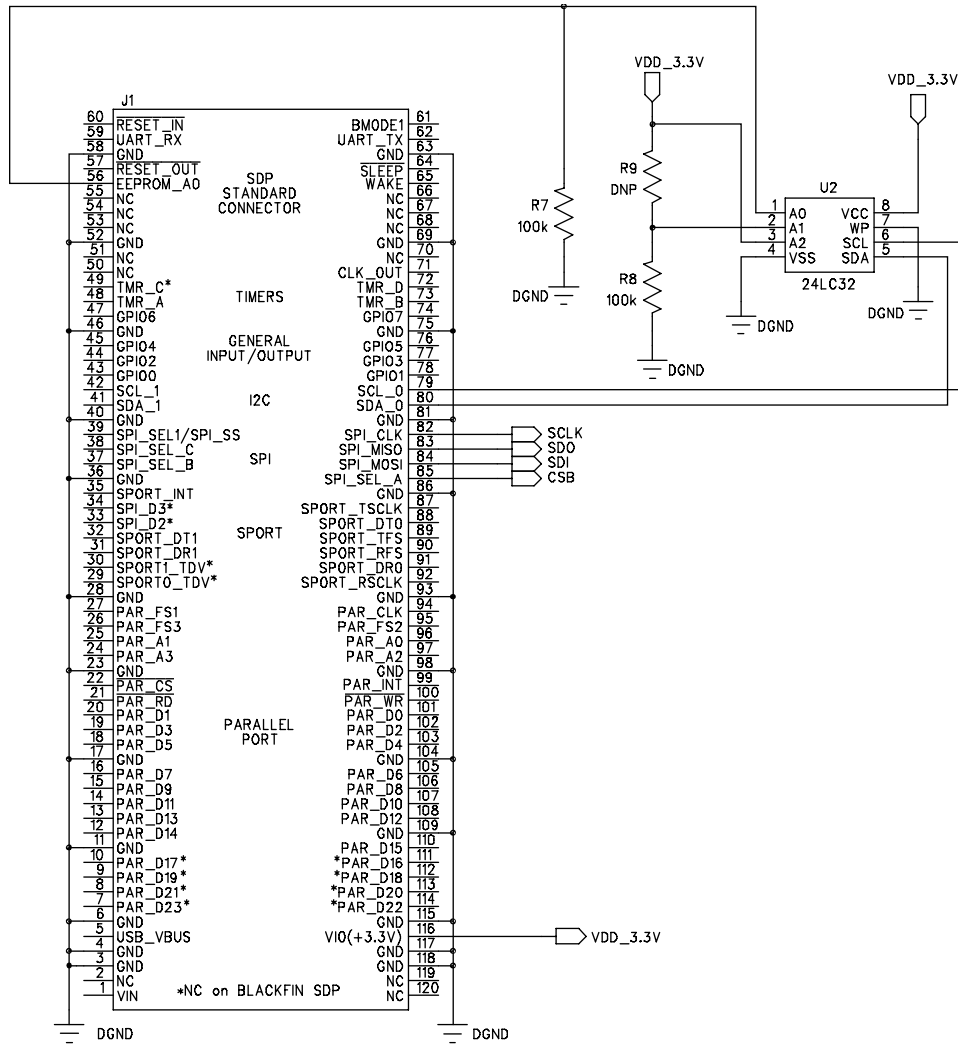 VDD_3.3V
VDD_3.3V
R9
DNP
R7
100k
R8
100k
DGND
DGND
U2
1 A0 VCC 8
2 A1 WP 7
3 A2 SCL 6
4 VSS SDA 5
24LC32
DGND
DGND
J1
60 RESET_IN BMODE1 61
59 UART_RX UART_TX 62
58 GND GND 63
57 RESET_OUT SLEEP 64
56 EEPROM_A0 WAKE 65
55 NC NC 66
54 NC NC 67
53 NC NC 68
52 GND GND 69
51 NC NC 70
50 NC CLK_OUT 71
49 TMR_C* TMR_D 72
48 TMR_A TMR_B 73
47 GPIO6 GPIO7 74
46 GND GND 75
45 GPIO4 GPIO5 76
44 GPIO2 GPIO3 77
43 GPIO0 GPIO1 78
42 SCL_1 SCL_0 79
41 SDA_1 SDA_0 80
40 GND GND 81
39 SPI_SEL1/SPI_SS SPI_CLK 82
38 SPI_SEL_C SPI_MISO 83
37 SPI_SEL_B SPI_MOSI 84
36 GND SPI_SEL_A 85
35 SPORT_INT GND 86
34 SPI_D3* SPORT_TSCLK 87
33 SPI_D2* SPORT_DT0 88
32 SPORT_DT1 SPORT_TFS 89
31 SPORT_DR1 SPORT_RFS 90
30 SPORT1_TDV* SPORT_DR0 91
29 SPORT0_TDV* SPORT_RSCLK 92
28 GND GND 93
27 PAR_FS1 PAR_CLK 94
26 PAR_FS3 PAR_FS2 95
25 PAR_A1 PAR_A0 96
24 PAR_A3 PAR_A2 97
23 GND GND 98
22 PAR_CS PAR_INT 99
21 PAR_RD PAR_WR 100
20 PAR_D1 PAR_D0 101
19 PAR_D3 PAR_D2 102
18 PAR_D5 PAR_D4 103
17 GND GND 104
16 PAR_D7 PAR_D6 105
15 PAR_D9 PAR_D8 106
14 PAR_D11 PAR_D10 107
13 PAR_D13 PAR_D12 108
12 PAR_D14 GND 109
11 GND PAR_D15 110
10 PAR_D17* *PAR_D16 111
9 PAR_D19* *PAR_D18 112
8 PAR_D21* *PAR_D20 113
7 PAR_D23* *PAR_D22 114
6 GND GND 115
5 USB_VBUS VIO(+3.3V) 116
4 GND GND 117
3 GND GND 118
2 NC NC 119
1 VIN NC 120
SDP
STANDARD
CONNECTOR
TIMERS
GENERAL
INPUT/OUTPUT
I2C
SPI
SPORT
PARALLEL
PORT
*NC on BLACKFIN SDP
SCLK
SDO
SDI
CSB
VDD_3.3V
DGND
DGND